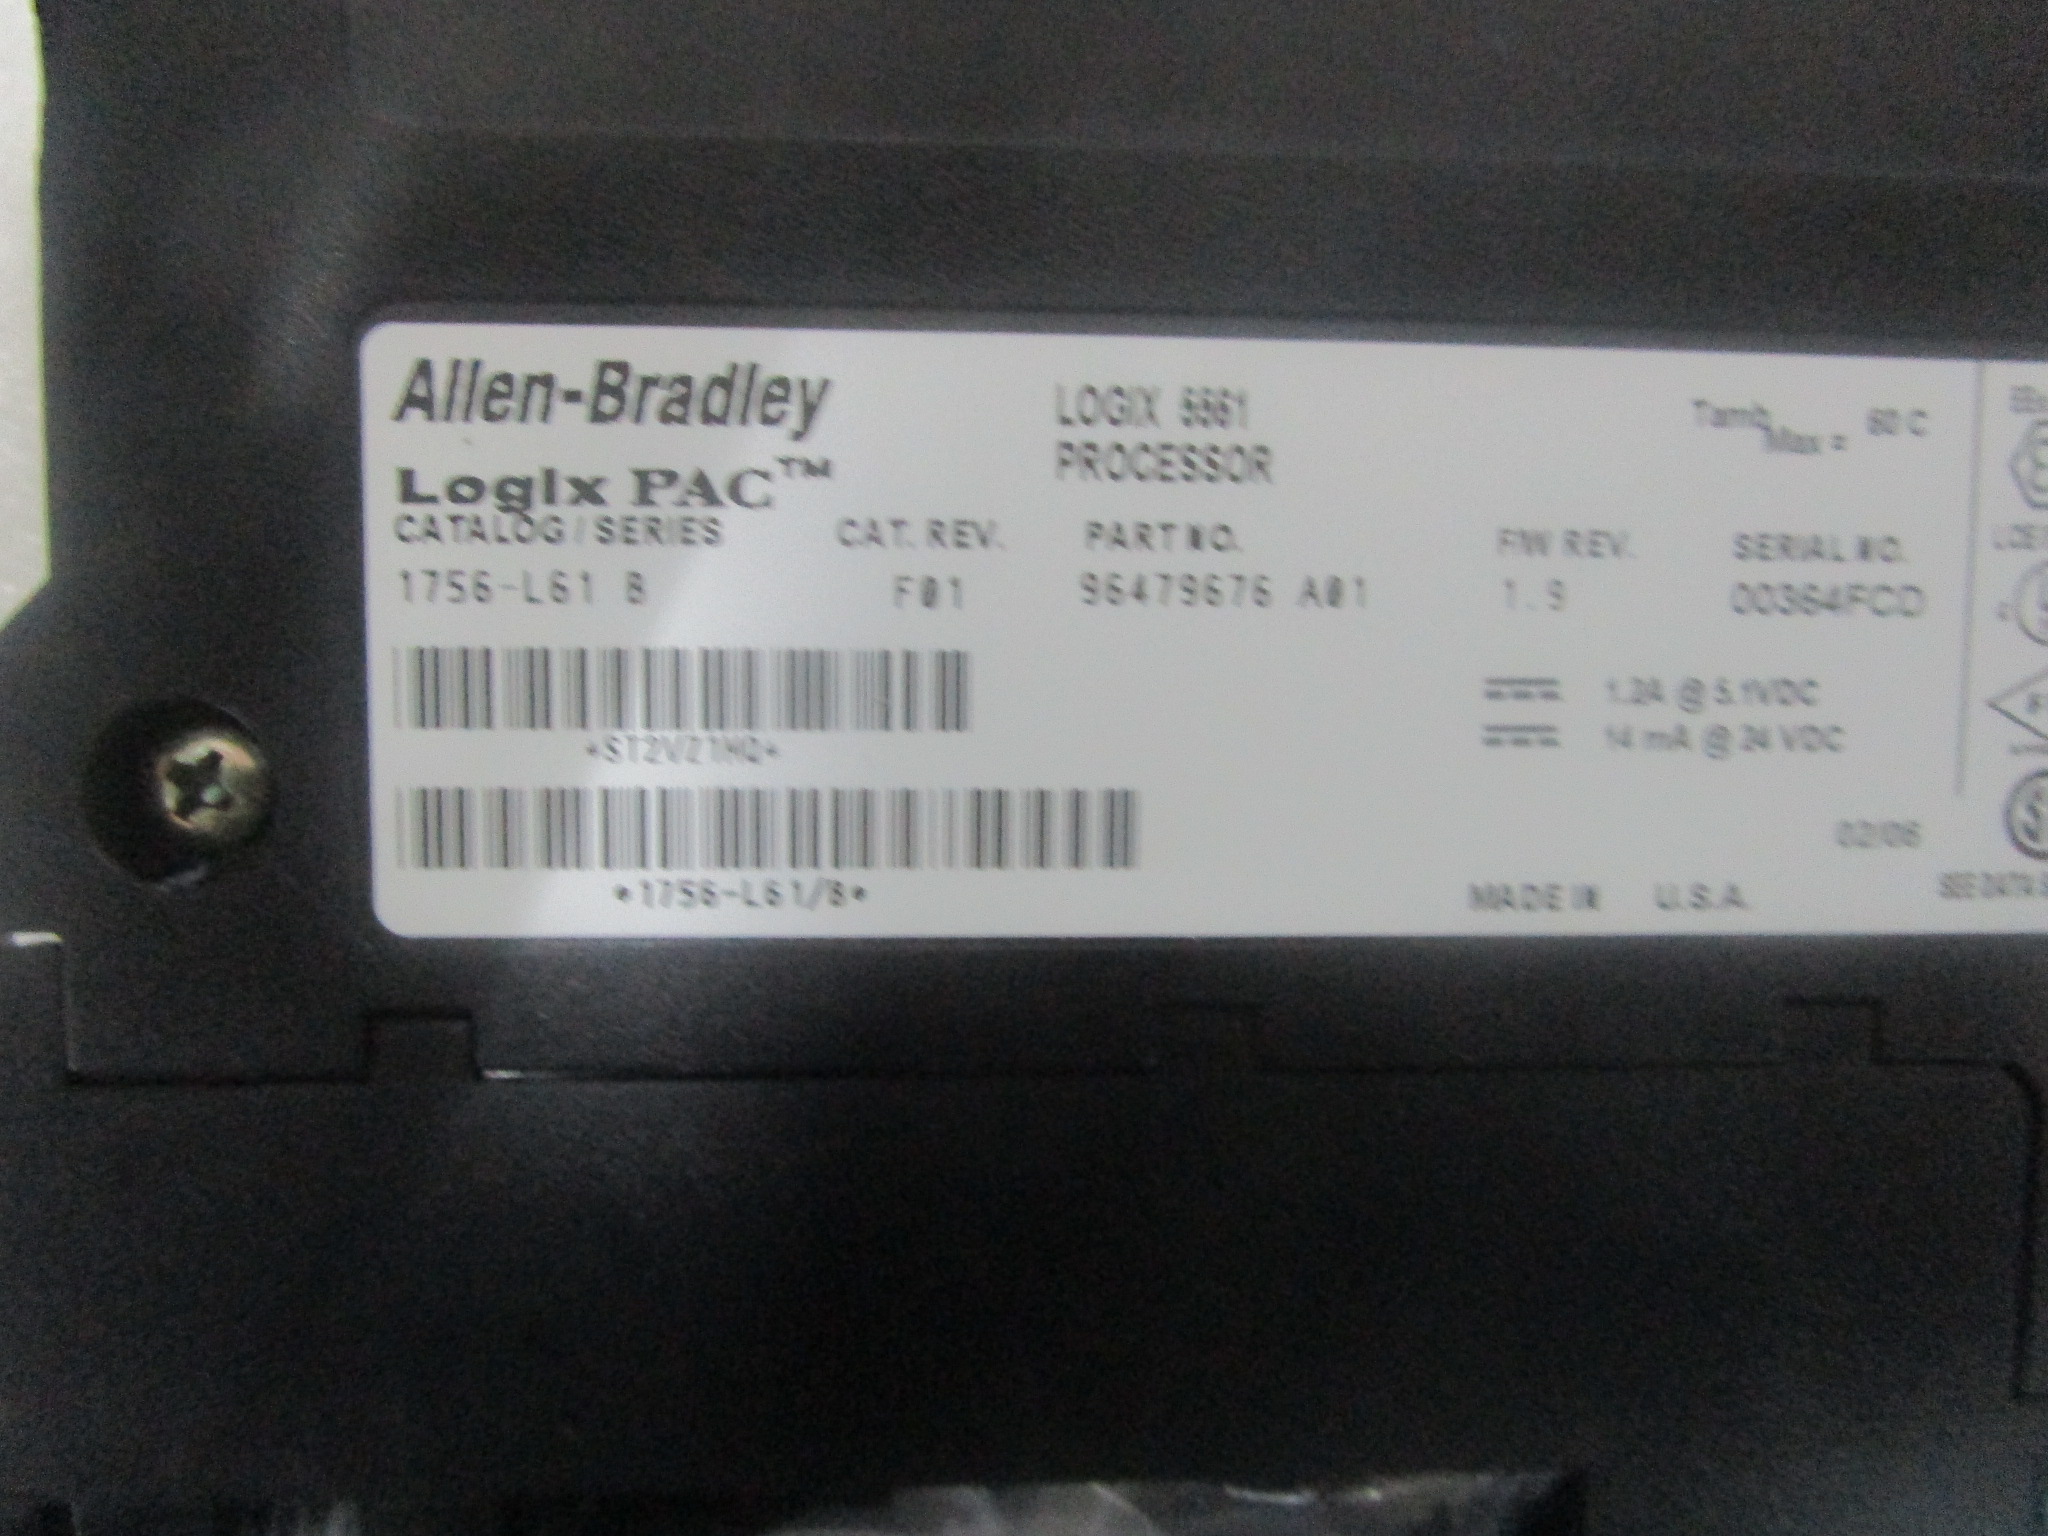 Allen-Bradley
Logix PAC™
LOGIX 5561
PROCESSOR
Tamb Max = 60 C
CATALOG / SERIES CAT. REV. PART NO. F/W REV. SERIAL NO.
1756-L61 B F01 96479676 A01 1.9 00364FCD
1.2A @ 5.1VDC
14 mA @ 24 VDC
*1756-L61/B*
02/06
MADE IN U.S.A.